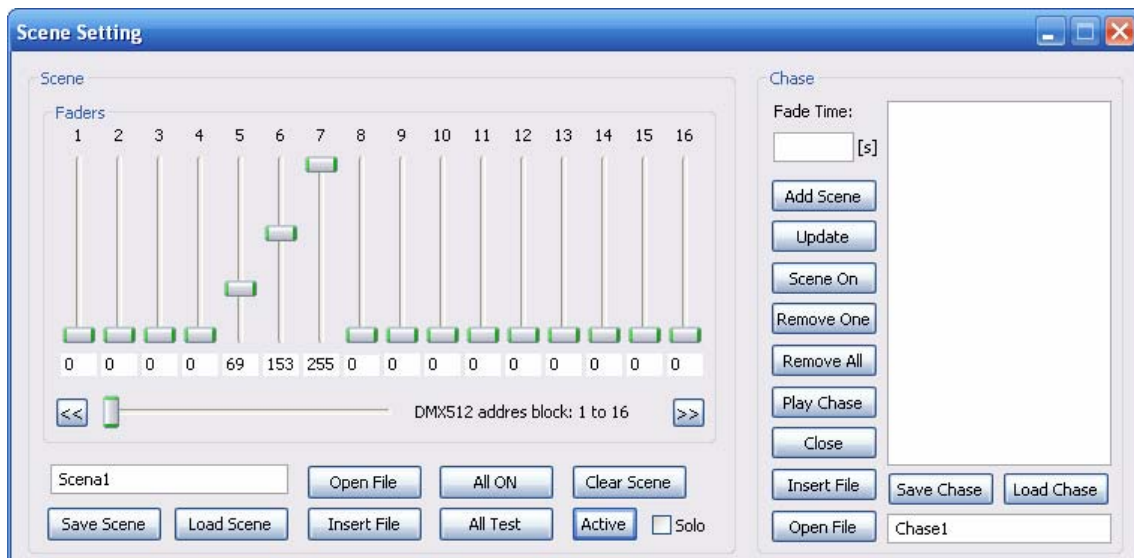 Scene Setting
Scene
Faders
1 2 3 4 5 6 7 8 9 10 11 12 13 14 15 16
0 0 0 0 69 153 255 0 0 0 0 0 0 0 0 0
<< DMX512 addres block: 1 to 16 >>
Scena1
Open File All ON Clear Scene
Save Scene Load Scene Insert File All Test Active Solo
Chase
Fade Time:
[s]
Add Scene
Update
Scene On
Remove One
Remove All
Play Chase
Close
Insert File Save Chase Load Chase
Open File Chase1